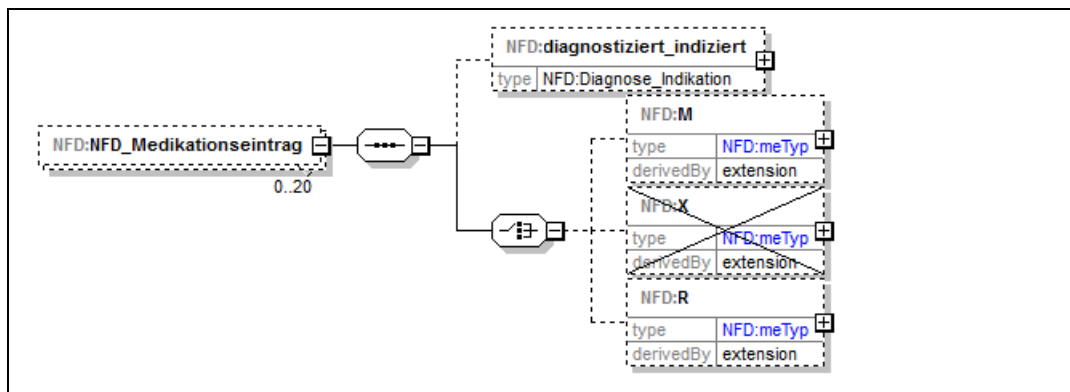 NFD:diagnostiziert_indiziert
type NFD:Diagnose_Indikation
NFD:NFD_Medikationseintrag
0..20
NFD:M
type NFD:meTyp
derivedBy extension
NFD:X
type NFD:meTyp
derivedBy extension
NFD:R
type NFD:meTyp
derivedBy extension